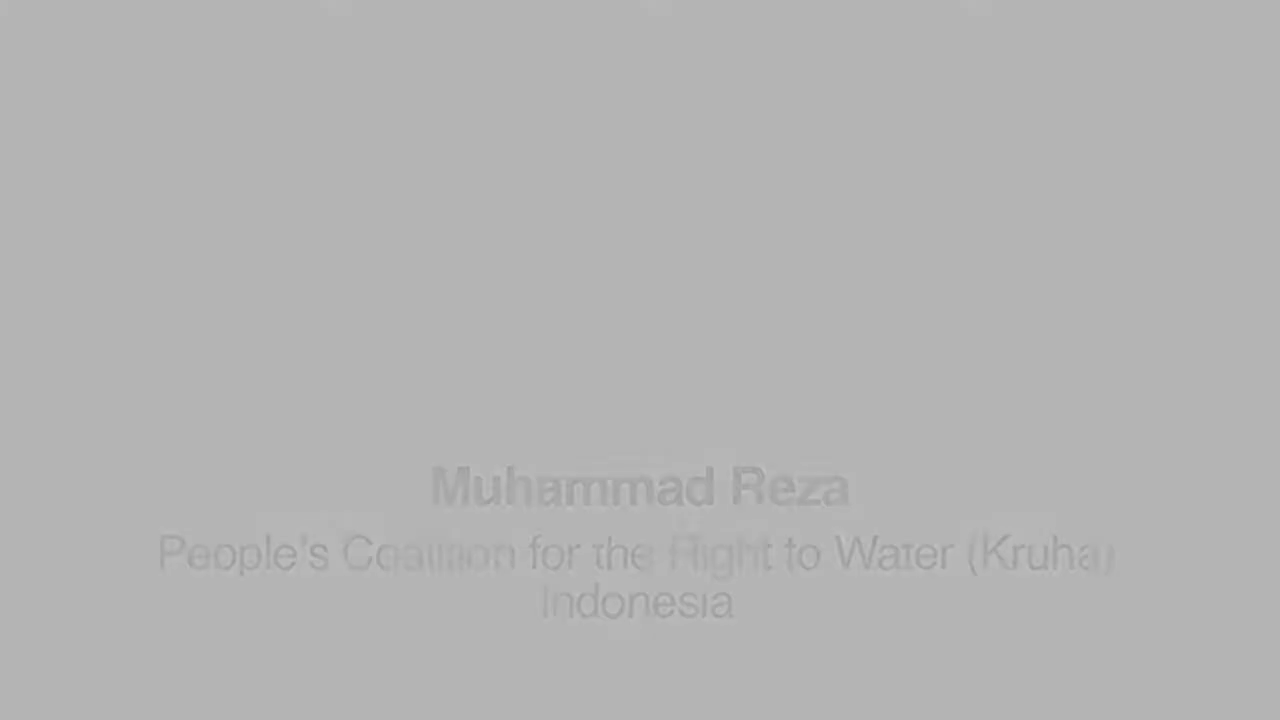 Muhammad Reza
People's Coalition for the Right to Water (Kruha)
Indonesia